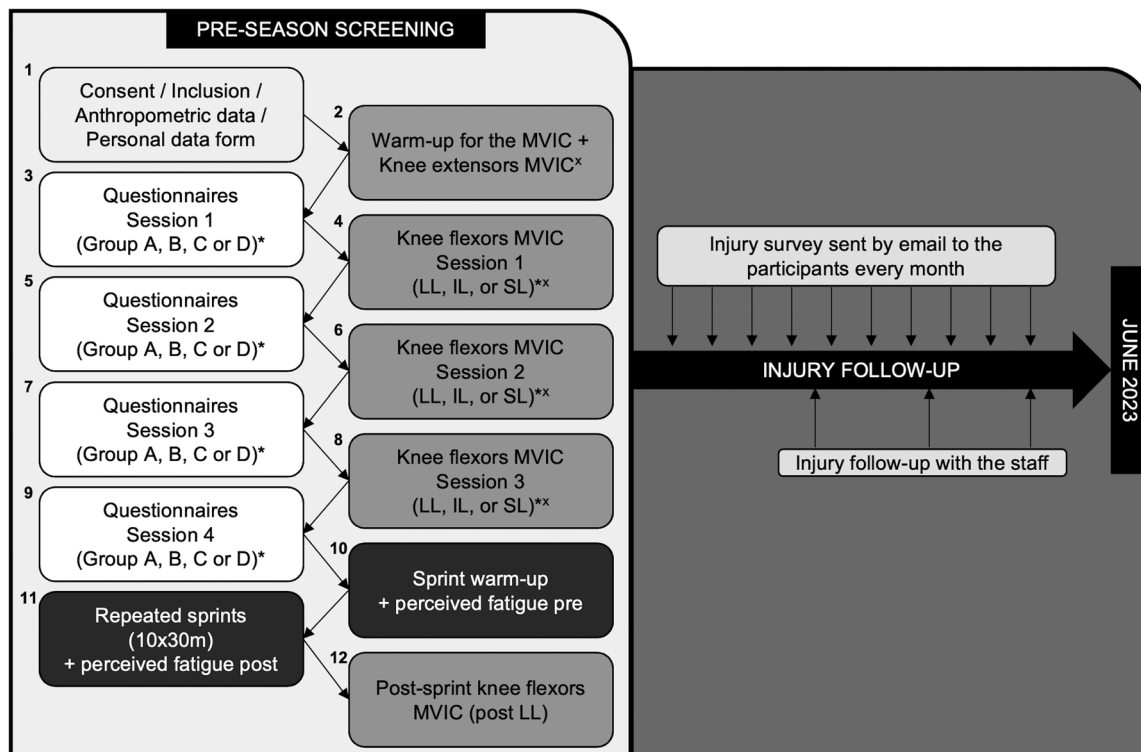 PRE-SEASON SCREENING
1
Consent / Inclusion /
Anthropometric data /
Personal data form
2
Warm-up for the MVIC +
Knee extensors MVICˣ
3
Questionnaires
Session 1
(Group A, B, C or D)*
4
Knee flexors MVIC
Session 1
(LL, IL, or SL)*ˣ
5
Questionnaires
Session 2
(Group A, B, C or D)*
6
Knee flexors MVIC
Session 2
(LL, IL, or SL)*ˣ
7
Questionnaires
Session 3
(Group A, B, C or D)*
8
Knee flexors MVIC
Session 3
(LL, IL, or SL)*ˣ
9
Questionnaires
Session 4
(Group A, B, C or D)*
10
Sprint warm-up
+ perceived fatigue pre
11
Repeated sprints
(10x30m)
+ perceived fatigue post
12
Post-sprint knee flexors
MVIC (post LL)
Injury survey sent by email to the
participants every month
INJURY FOLLOW-UP
Injury follow-up with the staff
JUNE 2023